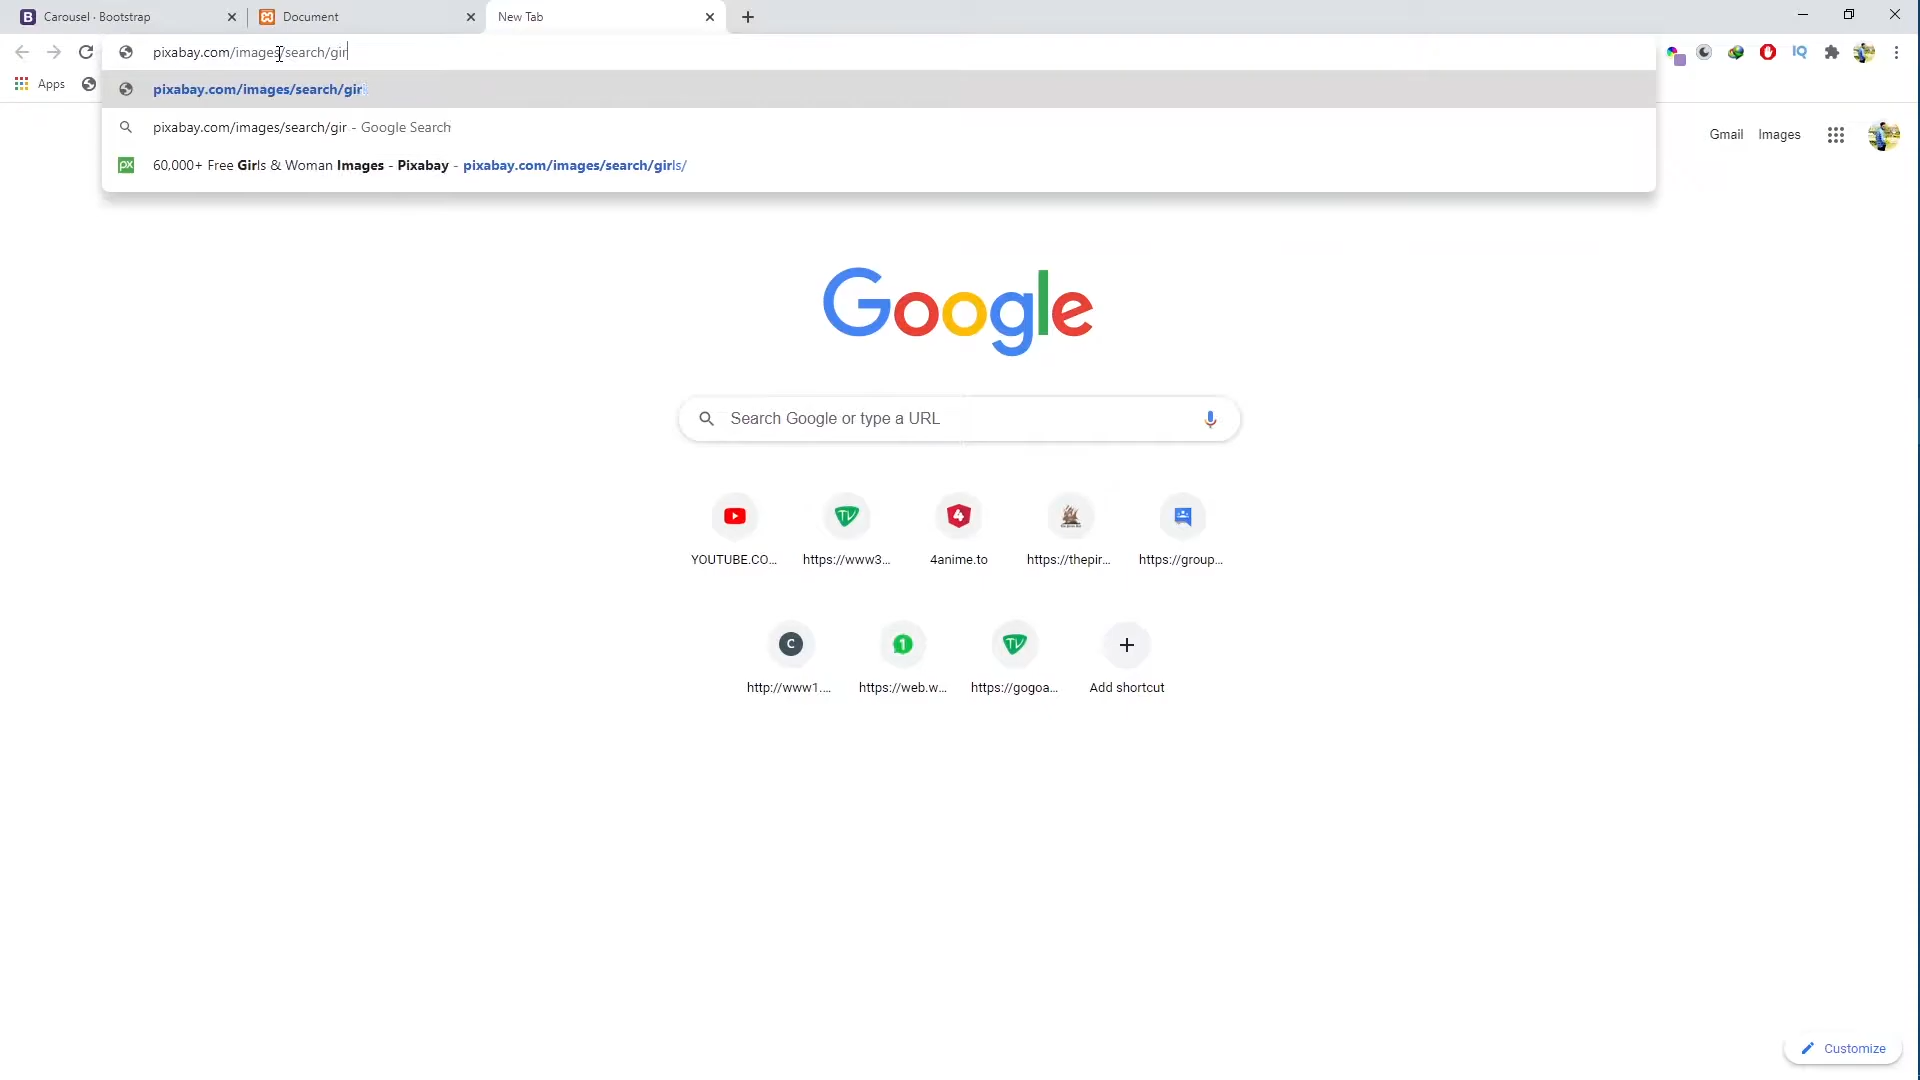 Carousel · Bootstrap
Document
New Tab
pixabay.com/images/search/gir
Apps
pixabay.com/images/search/gir
pixabay.com/images/search/gir - Google Search
px 60,000+ Free Girls & Woman Images - Pixabay - pixabay.com/images/search/girls/
IQ
Gmail Images
Google
Search Google or type a URL
YOUTUBE.CO... https://www3... 4anime.to https://thepir... https://group...
http://www1.... https://web.w... https://gogoa... Add shortcut
Customize